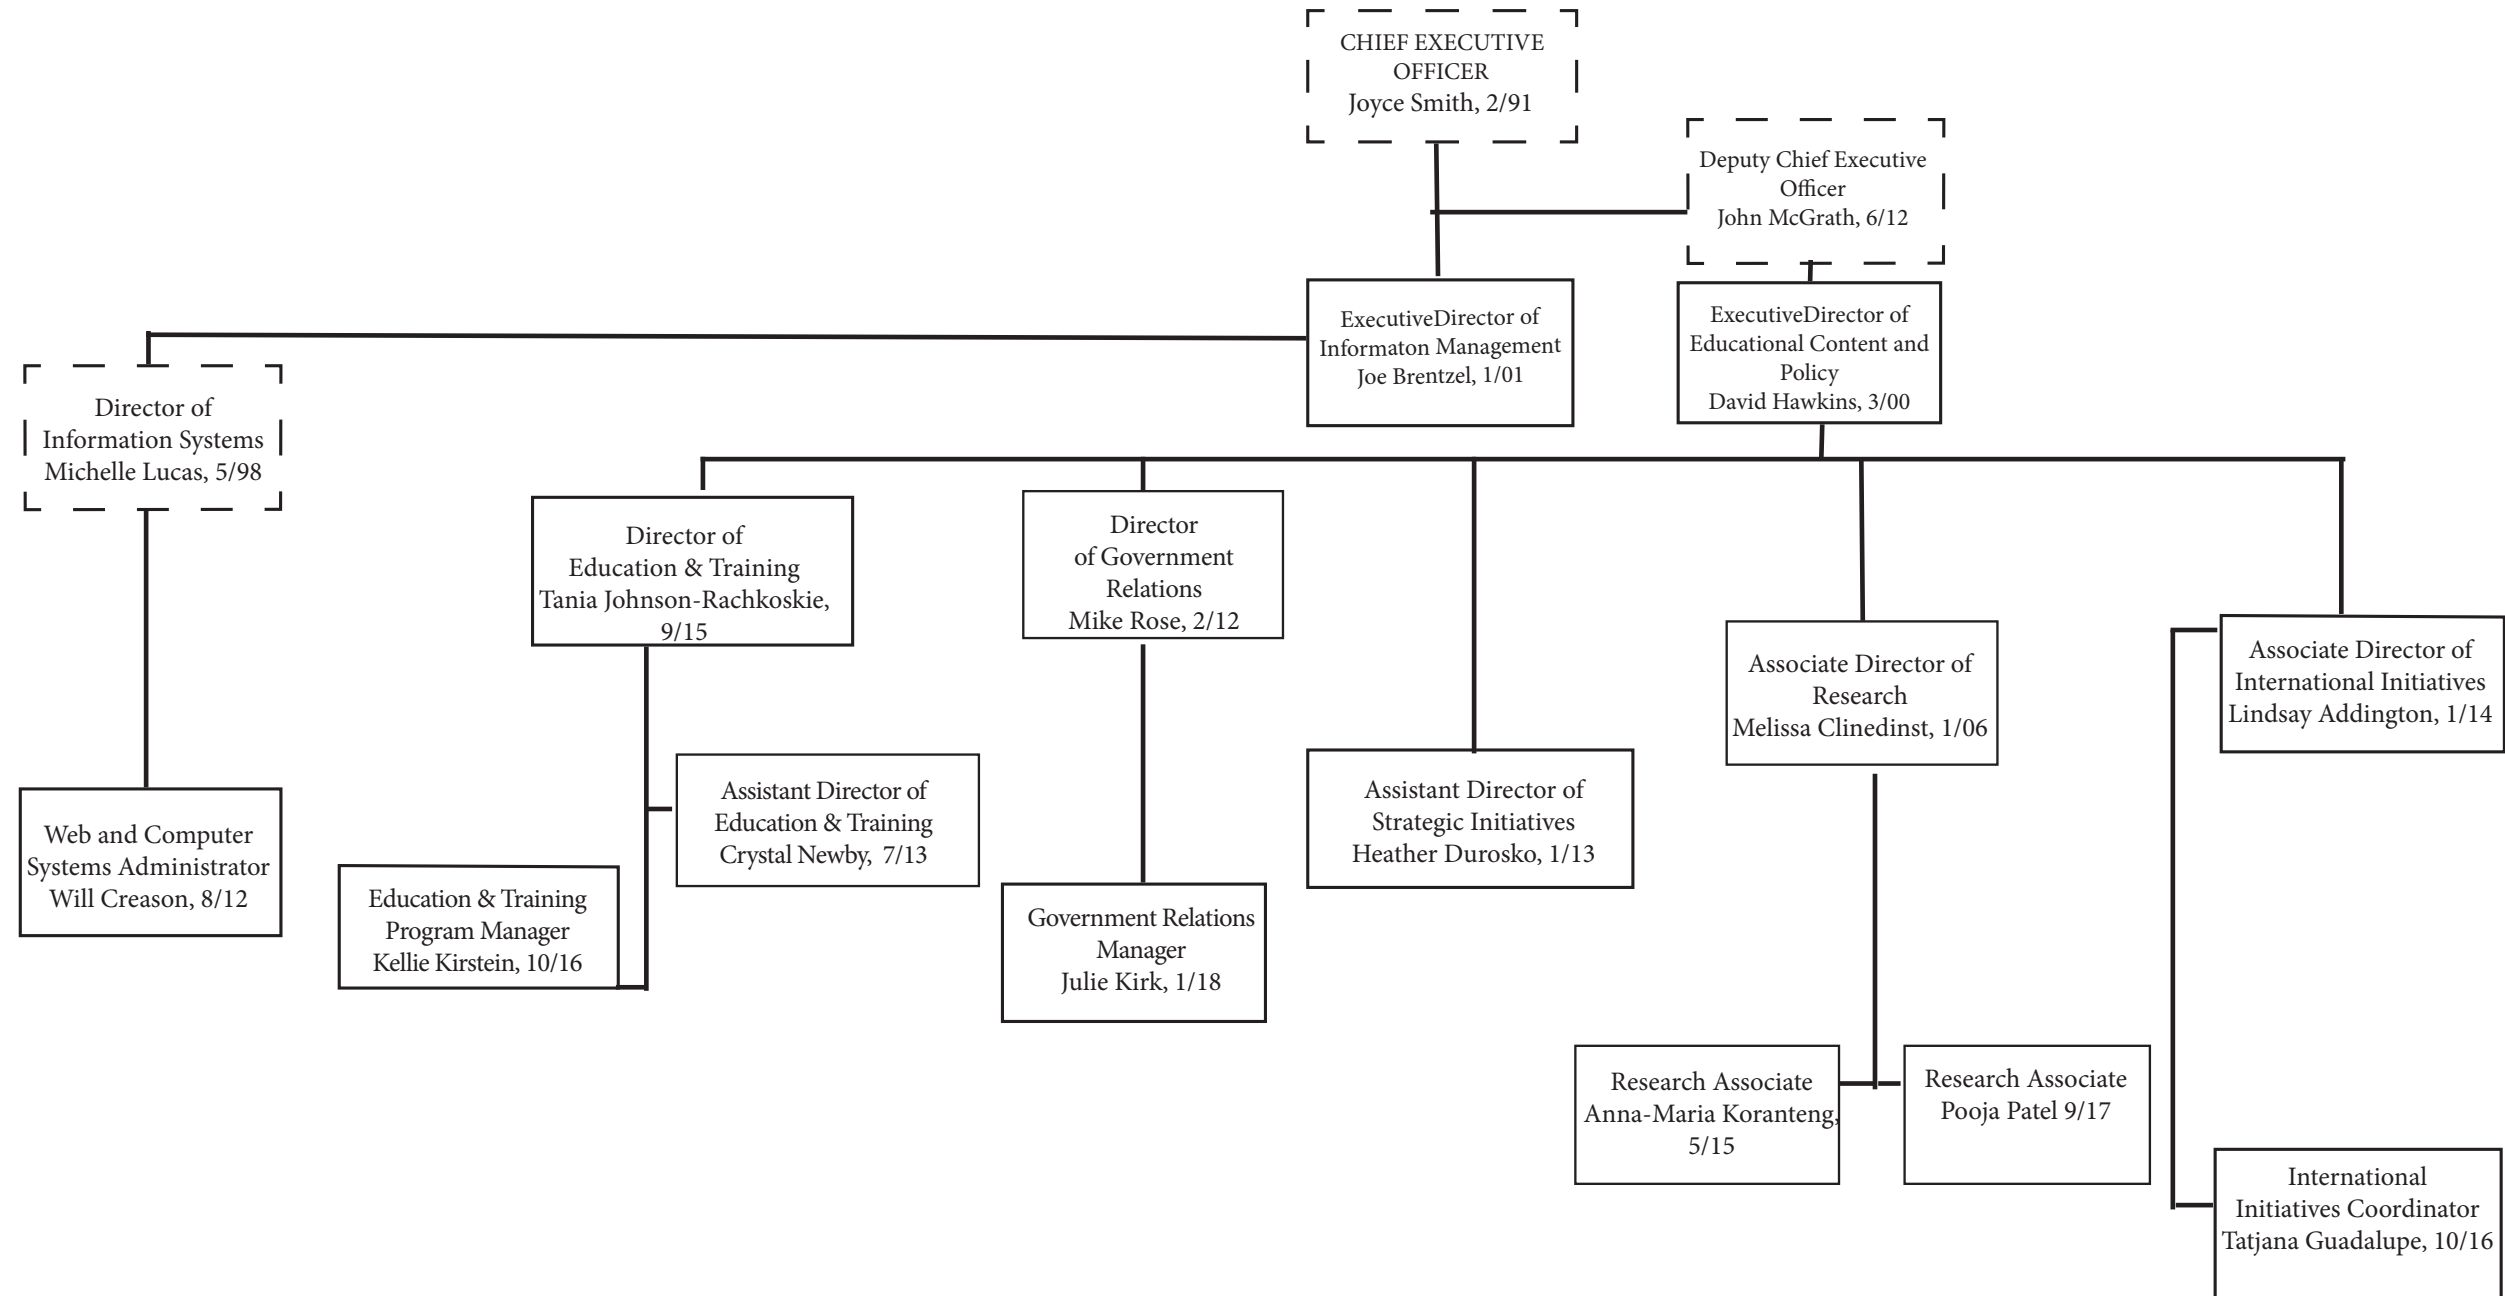 CHIEF EXECUTIVE
OFFICER
Joyce Smith, 2/91
Deputy Chief Executive
Officer
John McGrath, 6/12
ExecutiveDirector of
Informaton Management
Joe Brentzel, 1/01
ExecutiveDirector of
Educational Content and
Policy
David Hawkins, 3/00
Director of
Information Systems
Michelle Lucas, 5/98
Director of
Education & Training
Tania Johnson-Rachkoskie,
9/15
Director
of Government
Relations
Mike Rose, 2/12
Associate Director of
Research
Melissa Clinedinst, 1/06
Associate Director of
International Initiatives
Lindsay Addington, 1/14
Web and Computer
Systems Administrator
Will Creason, 8/12
Assistant Director of
Education & Training
Crystal Newby, 7/13
Assistant Director of
Strategic Initiatives
Heather Durosko, 1/13
Education & Training
Program Manager
Kellie Kirstein, 10/16
Government Relations
Manager
Julie Kirk, 1/18
Research Associate
Anna-Maria Koranteng,
5/15
Research Associate
Pooja Patel 9/17
International
Initiatives Coordinator
Tatjana Guadalupe, 10/16